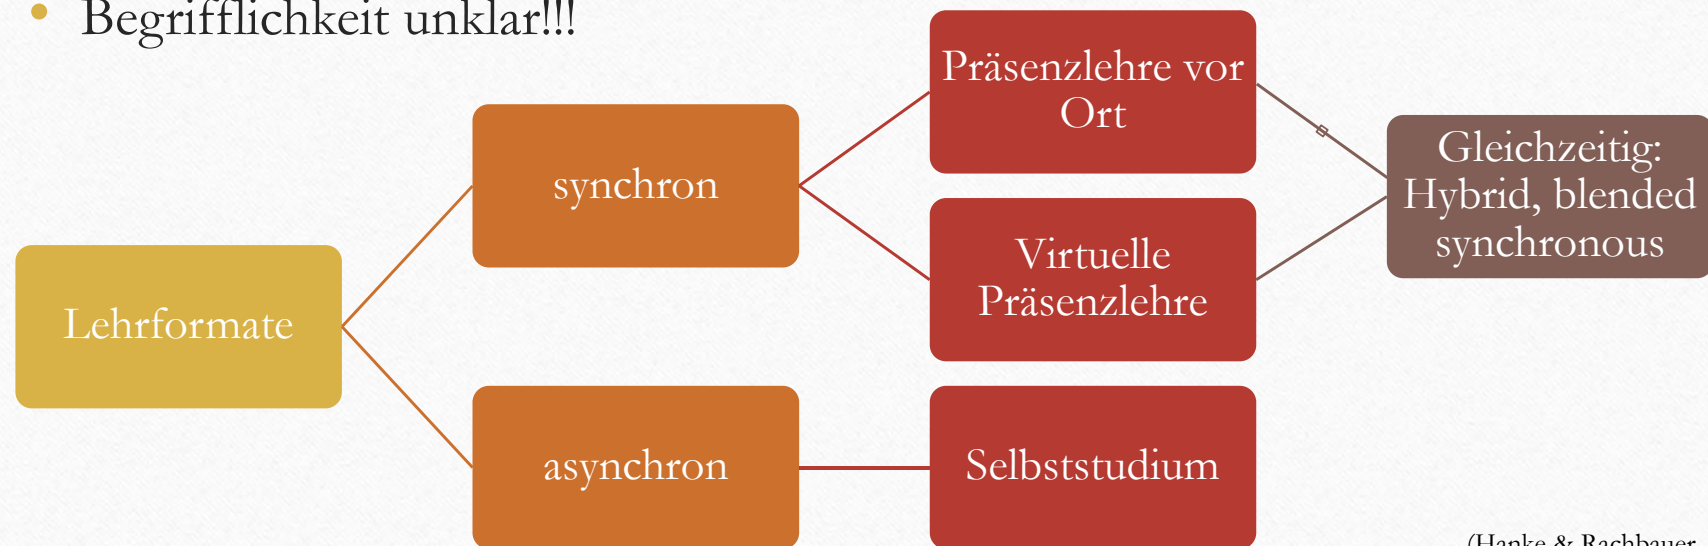 Begrifflichkeit unklar!!!
Präsenzlehre vor
Ort
Gleichzeitig:
Hybrid, blended
synchronous
synchron
Virtuelle
Präsenzlehre
Lehrformate
asynchron
Selbststudium
(Hanke & Rachbauer